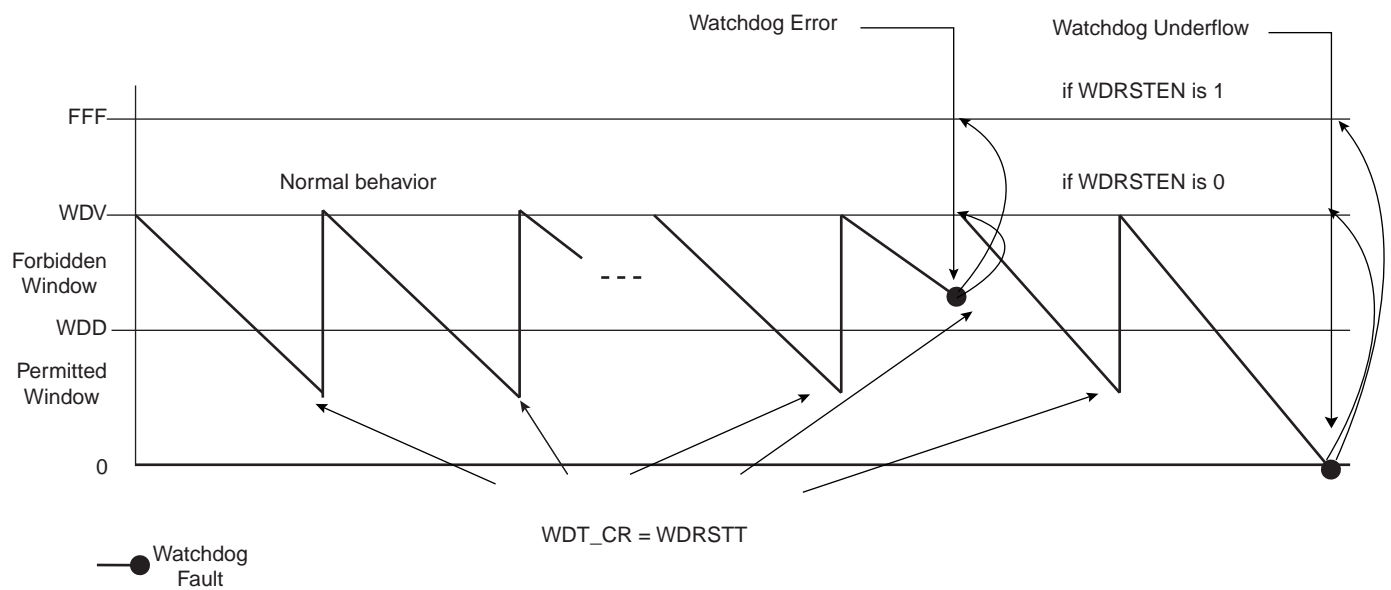 Watchdog Error
Watchdog Underflow
if WDRSTEN is 1
FFF
Normal behavior
if WDRSTEN is 0
WDV
Forbidden
Window
WDD
Permitted
Window
0
WDT_CR = WDRSTT
Watchdog
Fault